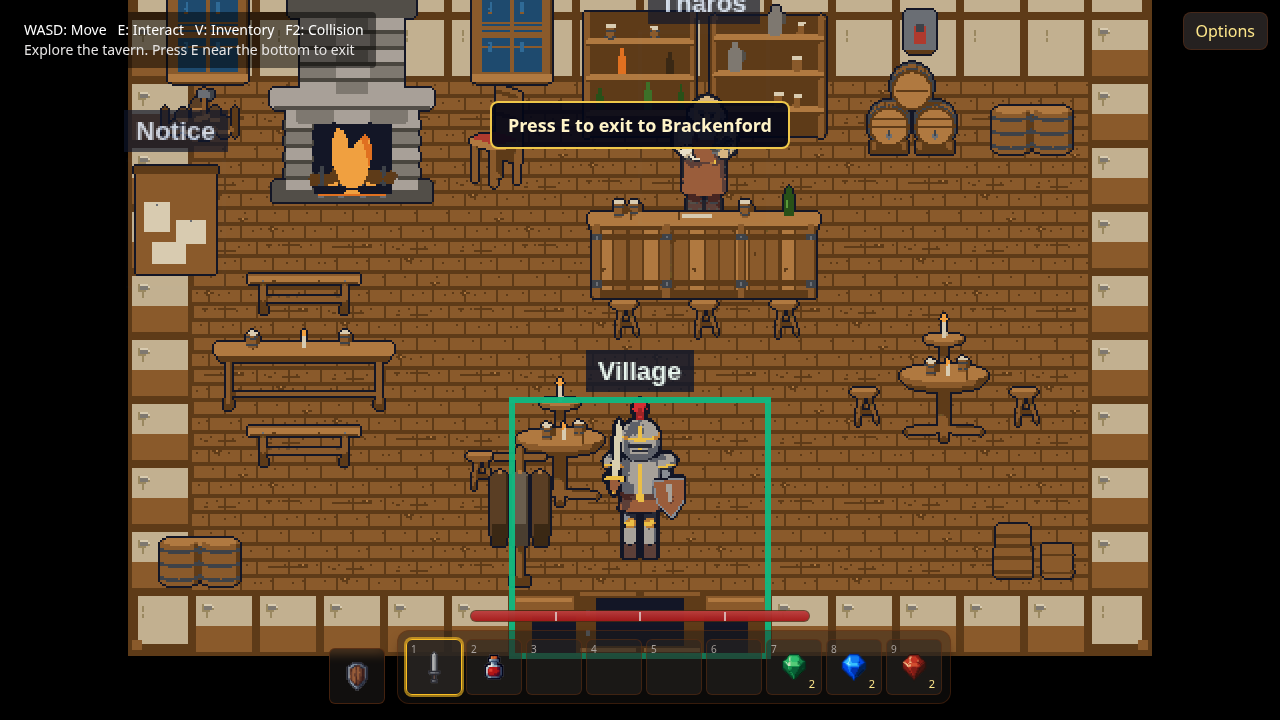 Tharos
WASD: Move E: Interact V: Inventory F2: Collision
Explore the tavern. Press E near the bottom to exit
Options
Press E to exit to Brackenford
Notice
Village
1
2
3
4
5
6
7
2
8
2
9
2